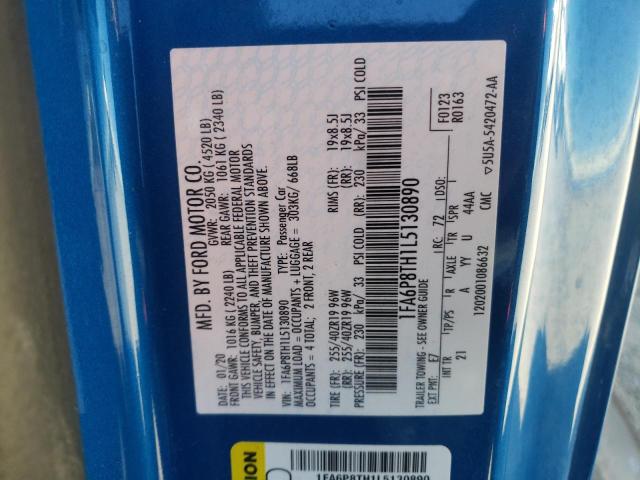 MFD. BY FORD MOTOR CO.
DATE: 01/20 GVWR: 2050 KG (4520 LB)
FRONT GAWR: 1016 KG (2240 LB) REAR GAWR: 1061 KG (2340 LB)
THIS VEHICLE CONFORMS TO ALL APPLICABLE FEDERAL MOTOR
VEHICLE SAFETY, BUMPER, AND THEFT PREVENTION STANDARDS
IN EFFECT ON THE DATE OF MANUFACTURE SHOWN ABOVE.
VIN: 1FA6P8TH1L5130890 TYPE: Passenger Car
MAXIMUM LOAD = OCCUPANTS + LUGGAGE = 303KG/ 668LB
OCCUPANTS = 4 TOTAL: 2 FRONT, 2 REAR
TIRE (FR): 255/40ZR19 96W RIMS (FR): 19x8.5J
(RR): 255/40ZR19 96W (RR): 19x8.5J
PRESSURE (FR): 230 kPa/ 33 PSI COLD (RR): 230 kPa/ 33 PSI COLD
1FA6P8TH1L5130890
TRAILER TOWING - SEE OWNER GUIDE
F0123
R0163
EXT PNT: E7 RC: 72 DSO:
INT TR TP/PS R AXLE TR SPR
21 A YY U 44AA
1202001086632 CMC ▽5U5A-5420472-AA
TION
1FA6P8TH1L5130890